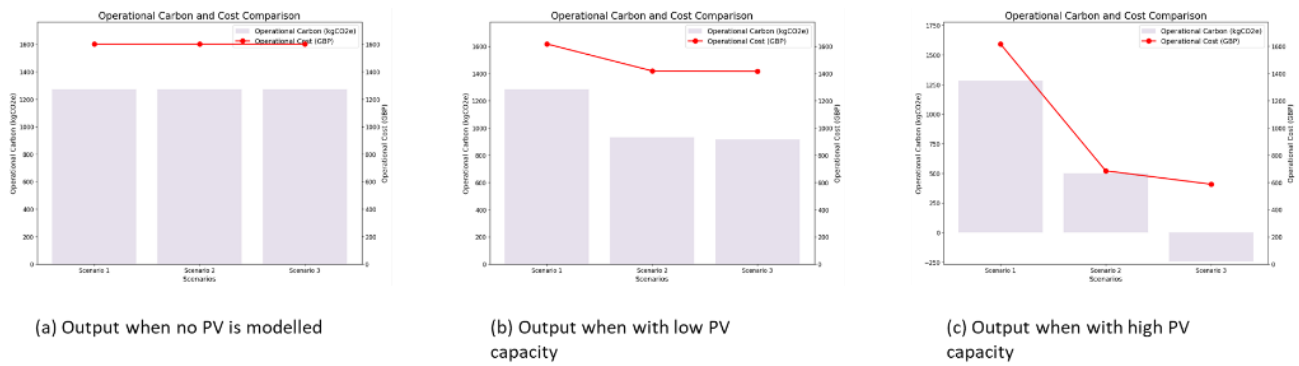 Operational Carbon and Cost Comparison
Operational Carbon (kgCO2e)
Operational Cost (GBP)
1600
1400
1200
1000
800
600
400
200
0
Operational Carbon (kgCO2e)
1600
1400
1200
1000
800
600
400
200
0
Operational Cost (GBP)
Scenario 1
Scenario 2
Scenario 3
Scenarios
(a) Output when no PV is modelled
Operational Carbon and Cost Comparison
Operational Carbon (kgCO2e)
Operational Cost (GBP)
1600
1400
1200
1000
800
600
400
200
0
Operational Carbon (kgCO2e)
1600
1400
1200
1000
800
600
400
200
0
Operational Cost (GBP)
Scenario 1
Scenario 2
Scenario 3
Scenarios
(b) Output when with low PV
capacity
Operational Carbon and Cost Comparison
Operational Carbon (kgCO2e)
Operational Cost (GBP)
1750
1500
1250
1000
750
500
250
0
−250
Operational Carbon (kgCO2e)
1600
1400
1200
1000
800
600
400
200
0
Operational Cost (GBP)
Scenario 1
Scenario 2
Scenario 3
Scenarios
(c) Output when with high PV
capacity